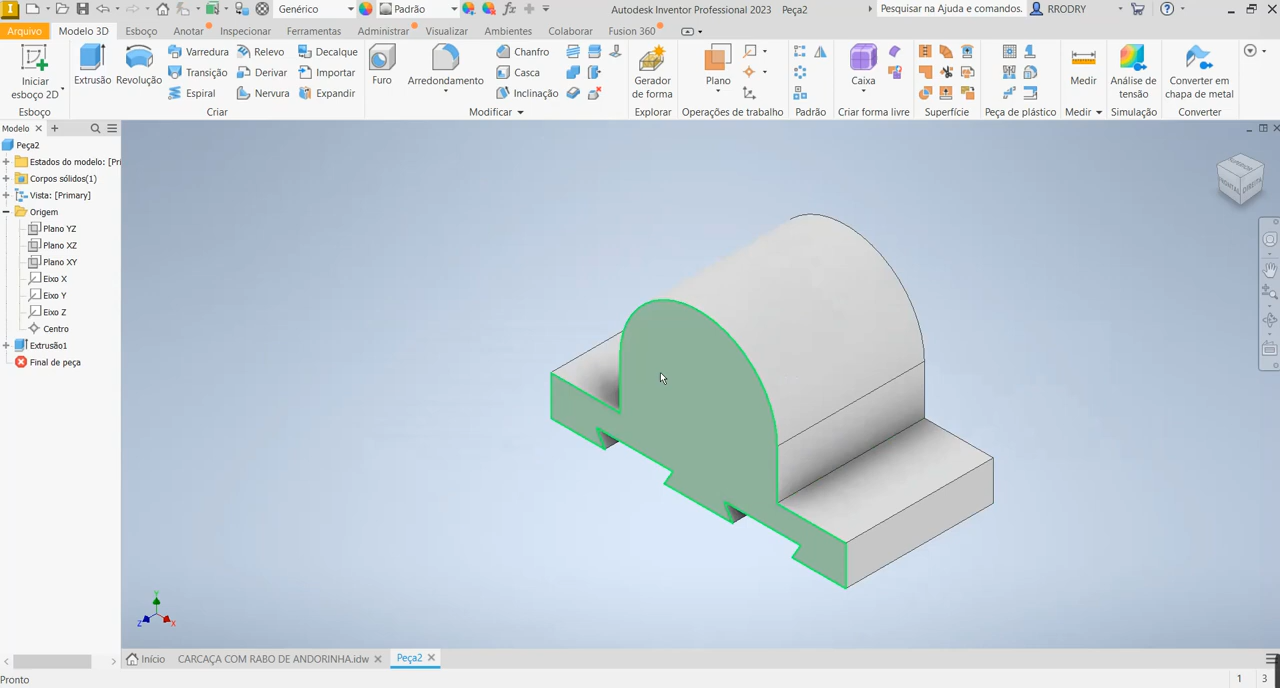 Genérico Padrão Autodesk Inventor Professional 2023 Peça2 Pesquisar na Ajuda e comandos. RRODRY
Arquivo Modelo 3D Esboço Anotar Inspecionar Ferramentas Administrar Visualizar Ambientes Colaborar Fusion 360
Iniciar esboço 2D
Extrusão
Revolução
Varredura
Relevo
Decalque
Transição
Derivar
Importar
Espiral
Nervura
Expandir
Furo
Arredondamento
Chanfro
Casca
Inclinação
Gerador de forma
Plano
Caixa
Medir
Análise de tensão
Converter em chapa de metal
Esboço Criar Modificar Explorar Operações de trabalho Padrão Criar forma livre Superfície Peça de plástico Medir Simulação Converter
Modelo
Peça2
Estados do modelo: [Pri
Corpos sólidos(1)
Vista: [Primary]
Origem
Plano YZ
Plano XZ
Plano XY
Eixo X
Eixo Y
Eixo Z
Centro
Extrusão1
Final de peça
SUPERIOR
FRONTAL DIREITA
Y
Z X
Início CARCAÇA COM RABO DE ANDORINHA.idw Peça2
Pronto 1 3